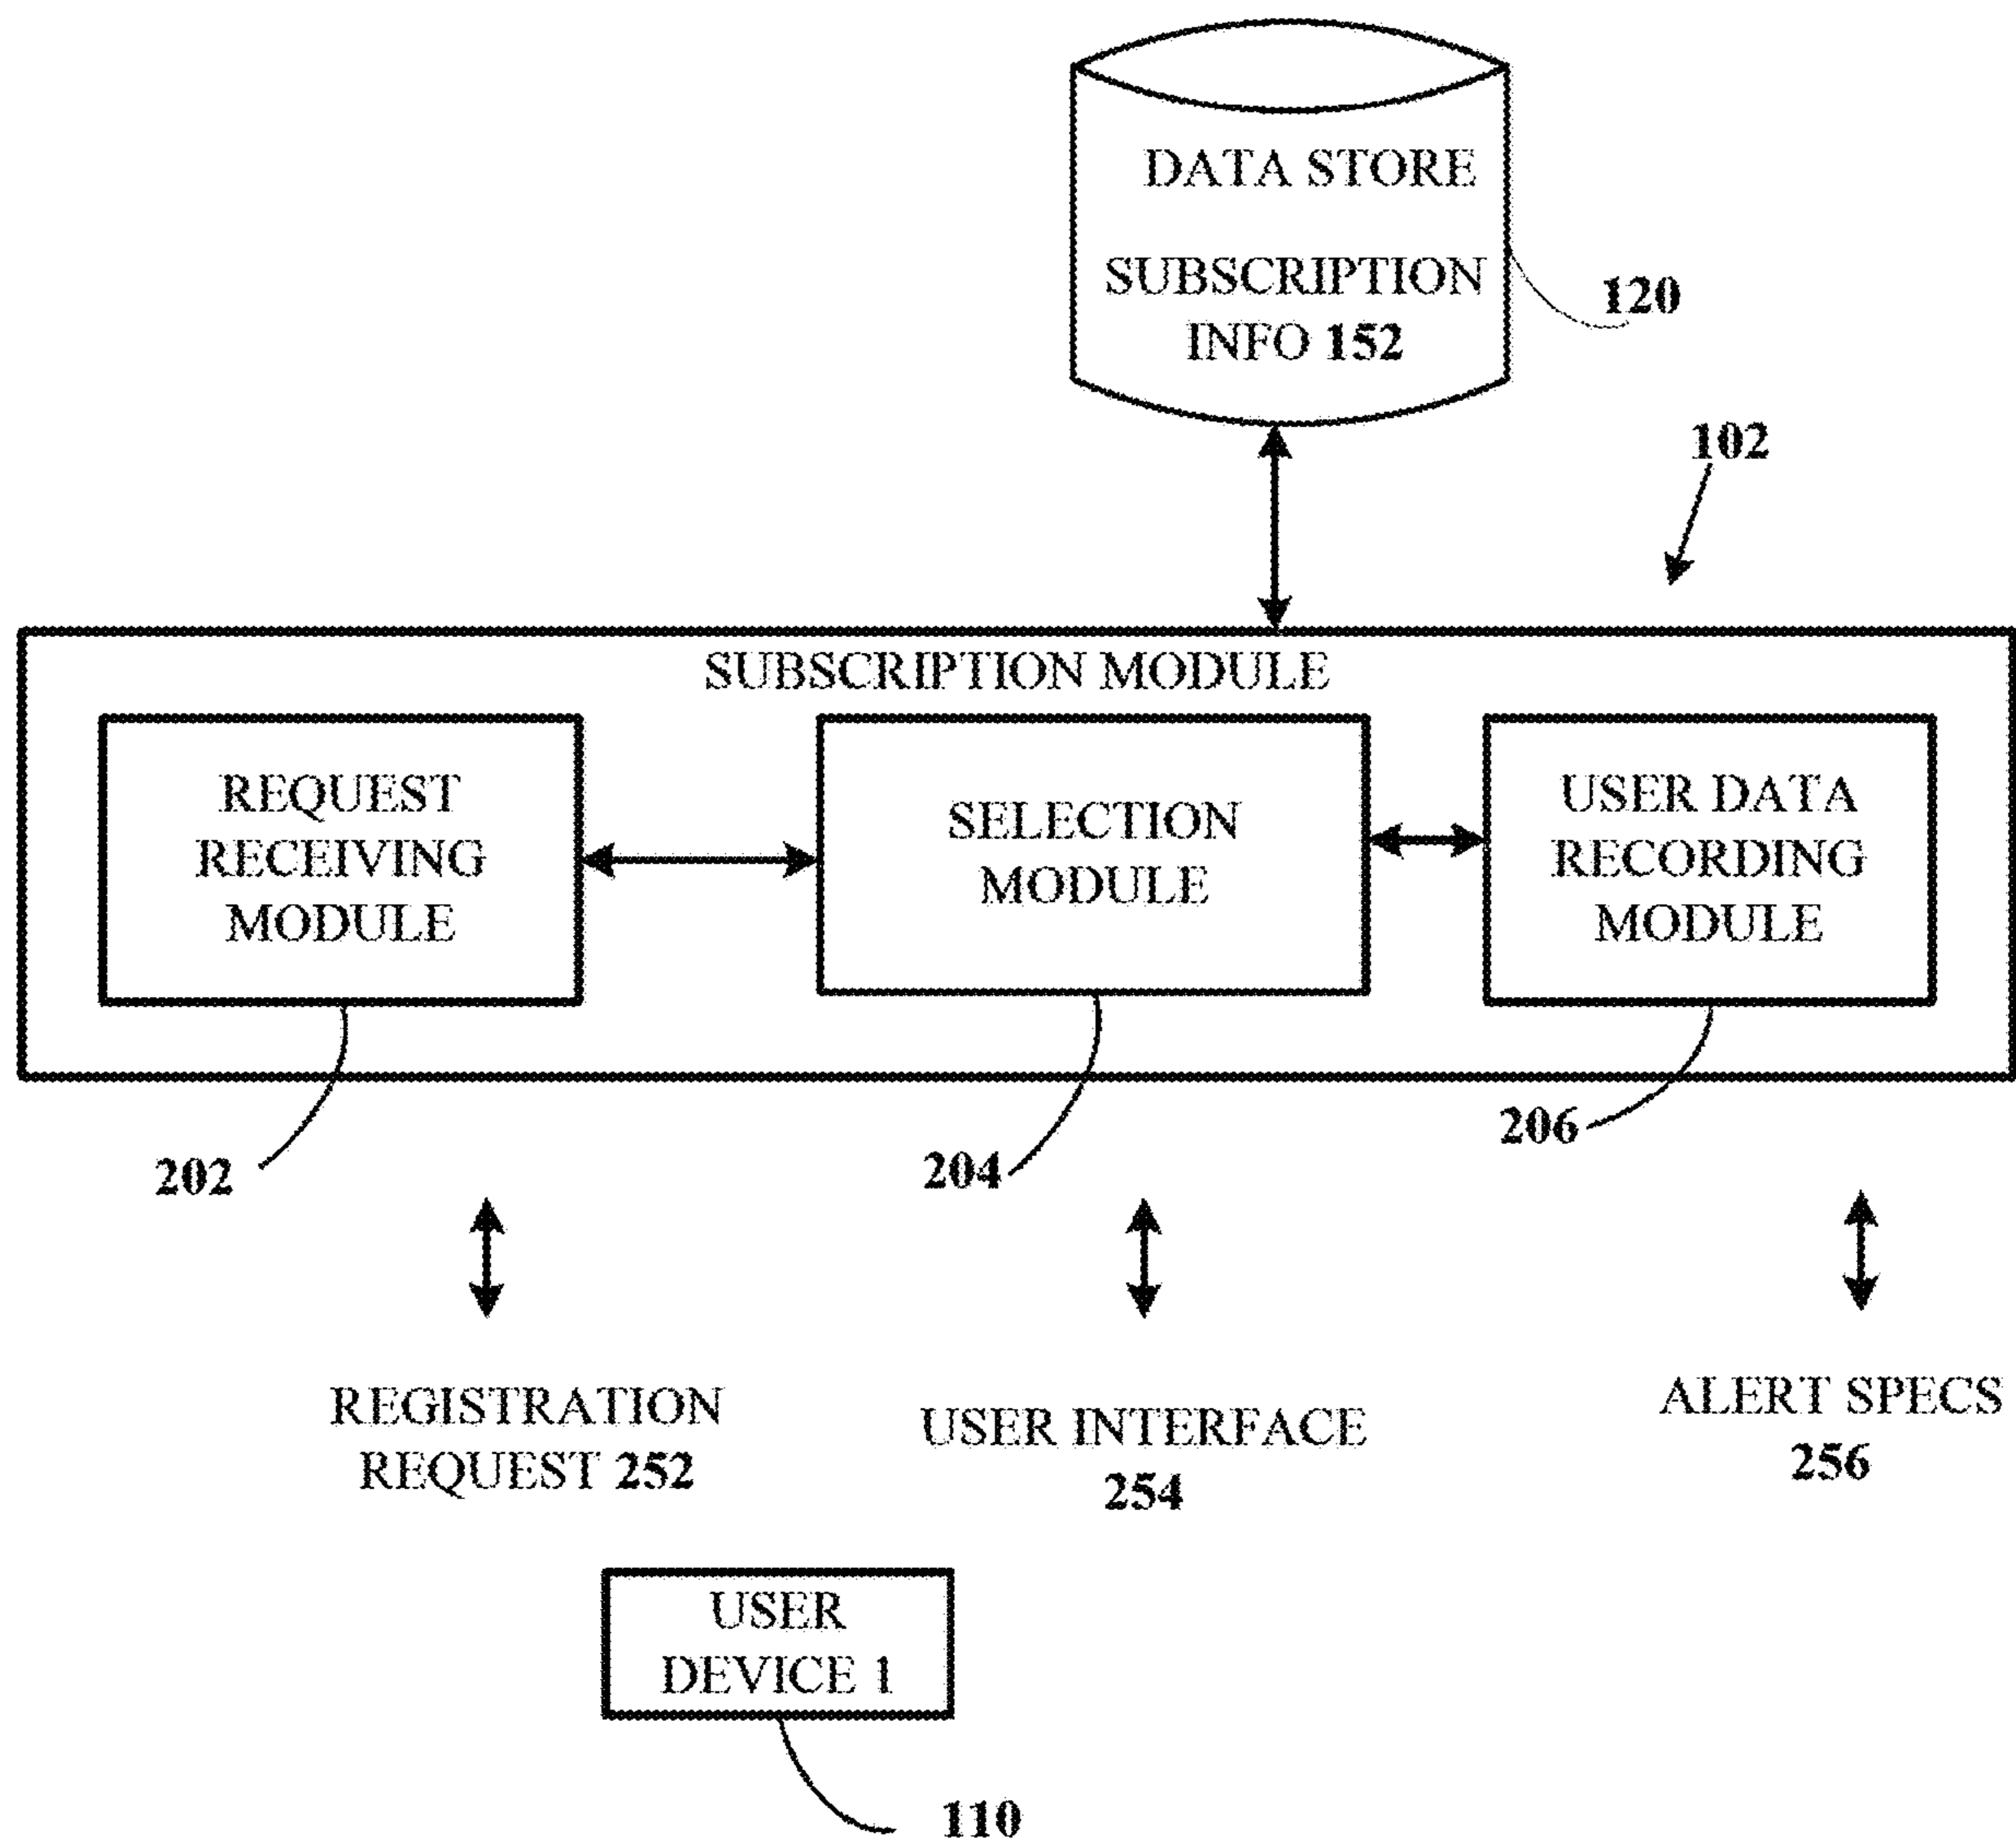 DATA STORE
SUBSCRIPTION
INFO 152
120
102
SUBSCRIPTION MODULE
REQUEST
RECEIVING
MODULE
SELECTION
MODULE
USER DATA
RECORDING
MODULE
202
204
206
REGISTRATION
REQUEST 252
USER INTERFACE
254
ALERT SPECS
256
USER
DEVICE 1
110